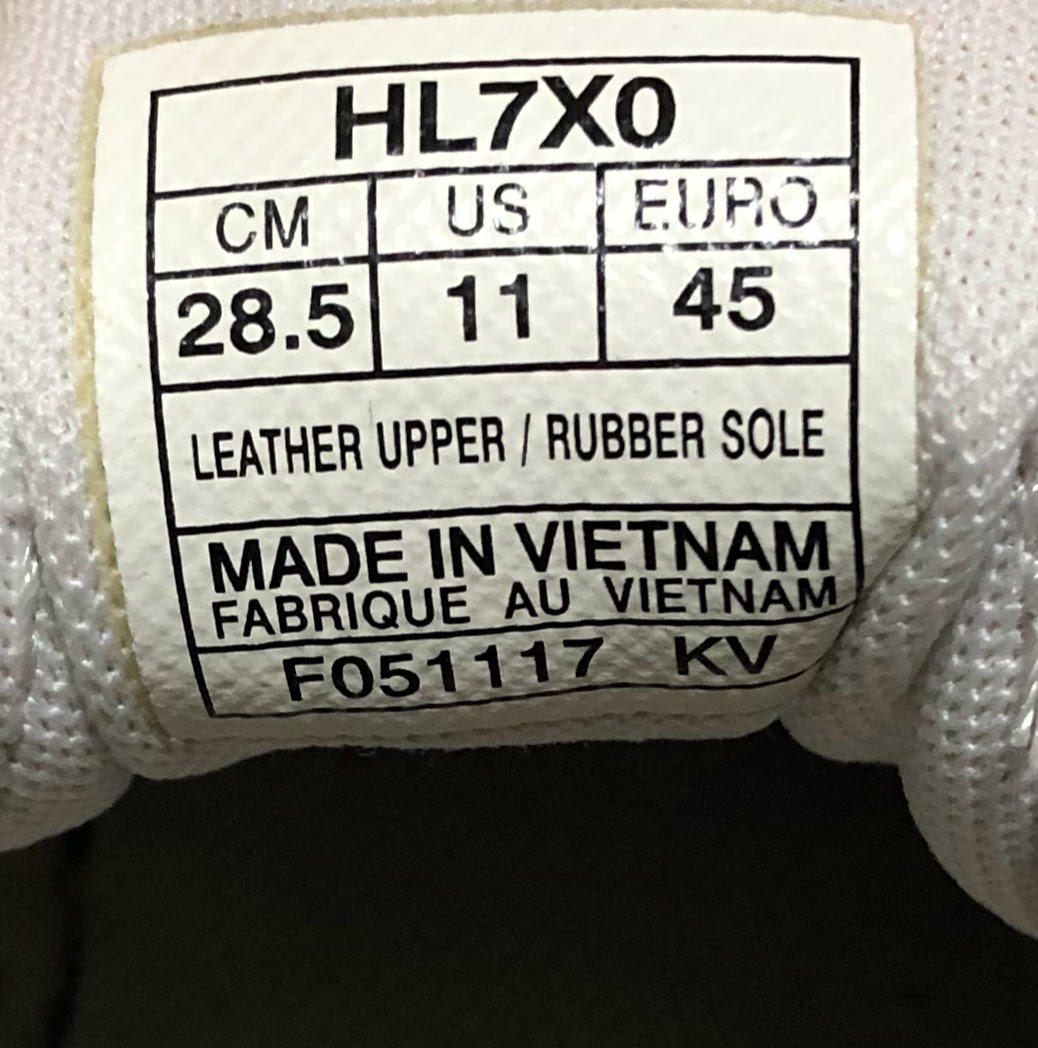 HL7X0
CM US EURO
28.5 11 45
LEATHER UPPER / RUBBER SOLE
MADE IN VIETNAM
FABRIQUE AU VIETNAM
F051117 KV